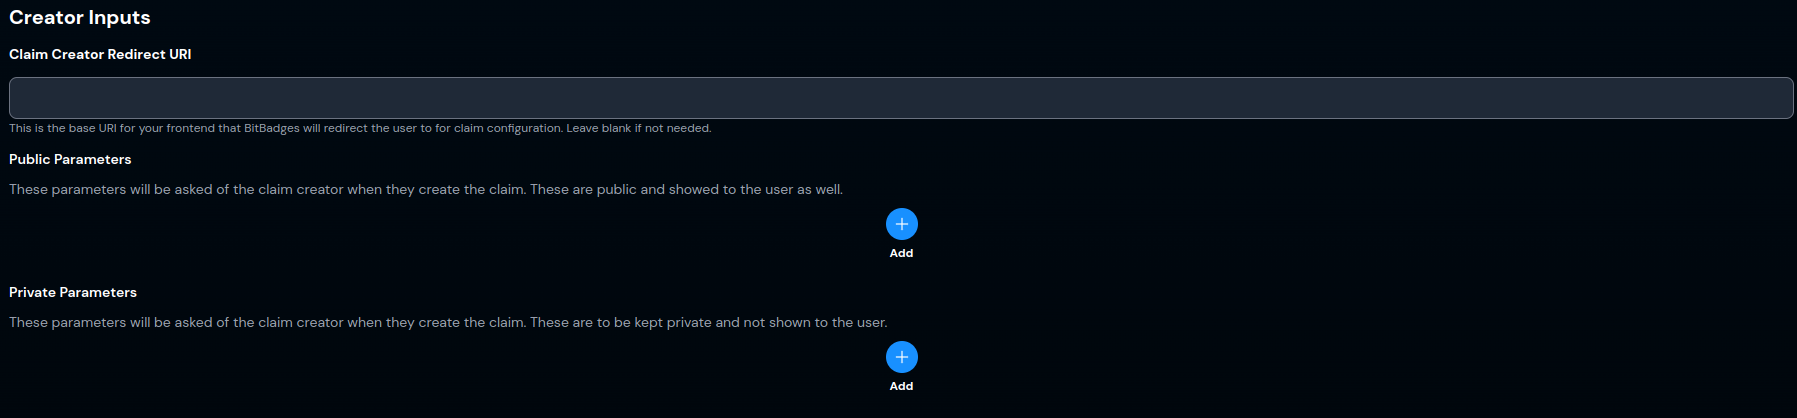 Creator Inputs
Claim Creator Redirect URI
This is the base URI for your frontend that BitBadges will redirect the user to for claim configuration. Leave blank if not needed.
Public Parameters
These parameters will be asked of the claim creator when they create the claim. These are public and showed to the user as well.
Add
Private Parameters
These parameters will be asked of the claim creator when they create the claim. These are to be kept private and not shown to the user.
Add